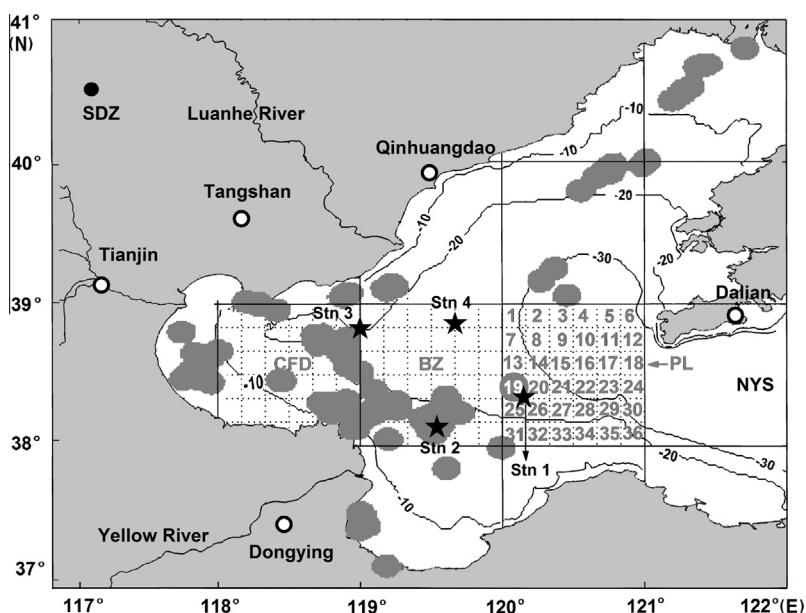 41°
(N)
SDZ
Luanhe River
-10
Qinhuangdao
-10
40°
Tangshan
-20
-10
Tianjin
-20
-30
-20
39°
Stn 3
Stn 4
Dalian
1 2 3 4 5 6
7 8 9 10 11 12
CFD
BZ
13 14 15 16 17 18
PL
-10
19 20 21 22 23 24
NYS
25 26 27 28 29 30
31 32 33 34 35 36
38°
Stn 2
Stn 1
-20
-30
-10
Yellow River
Dongying
37°
117° 118° 119° 120° 121° 122°(E)